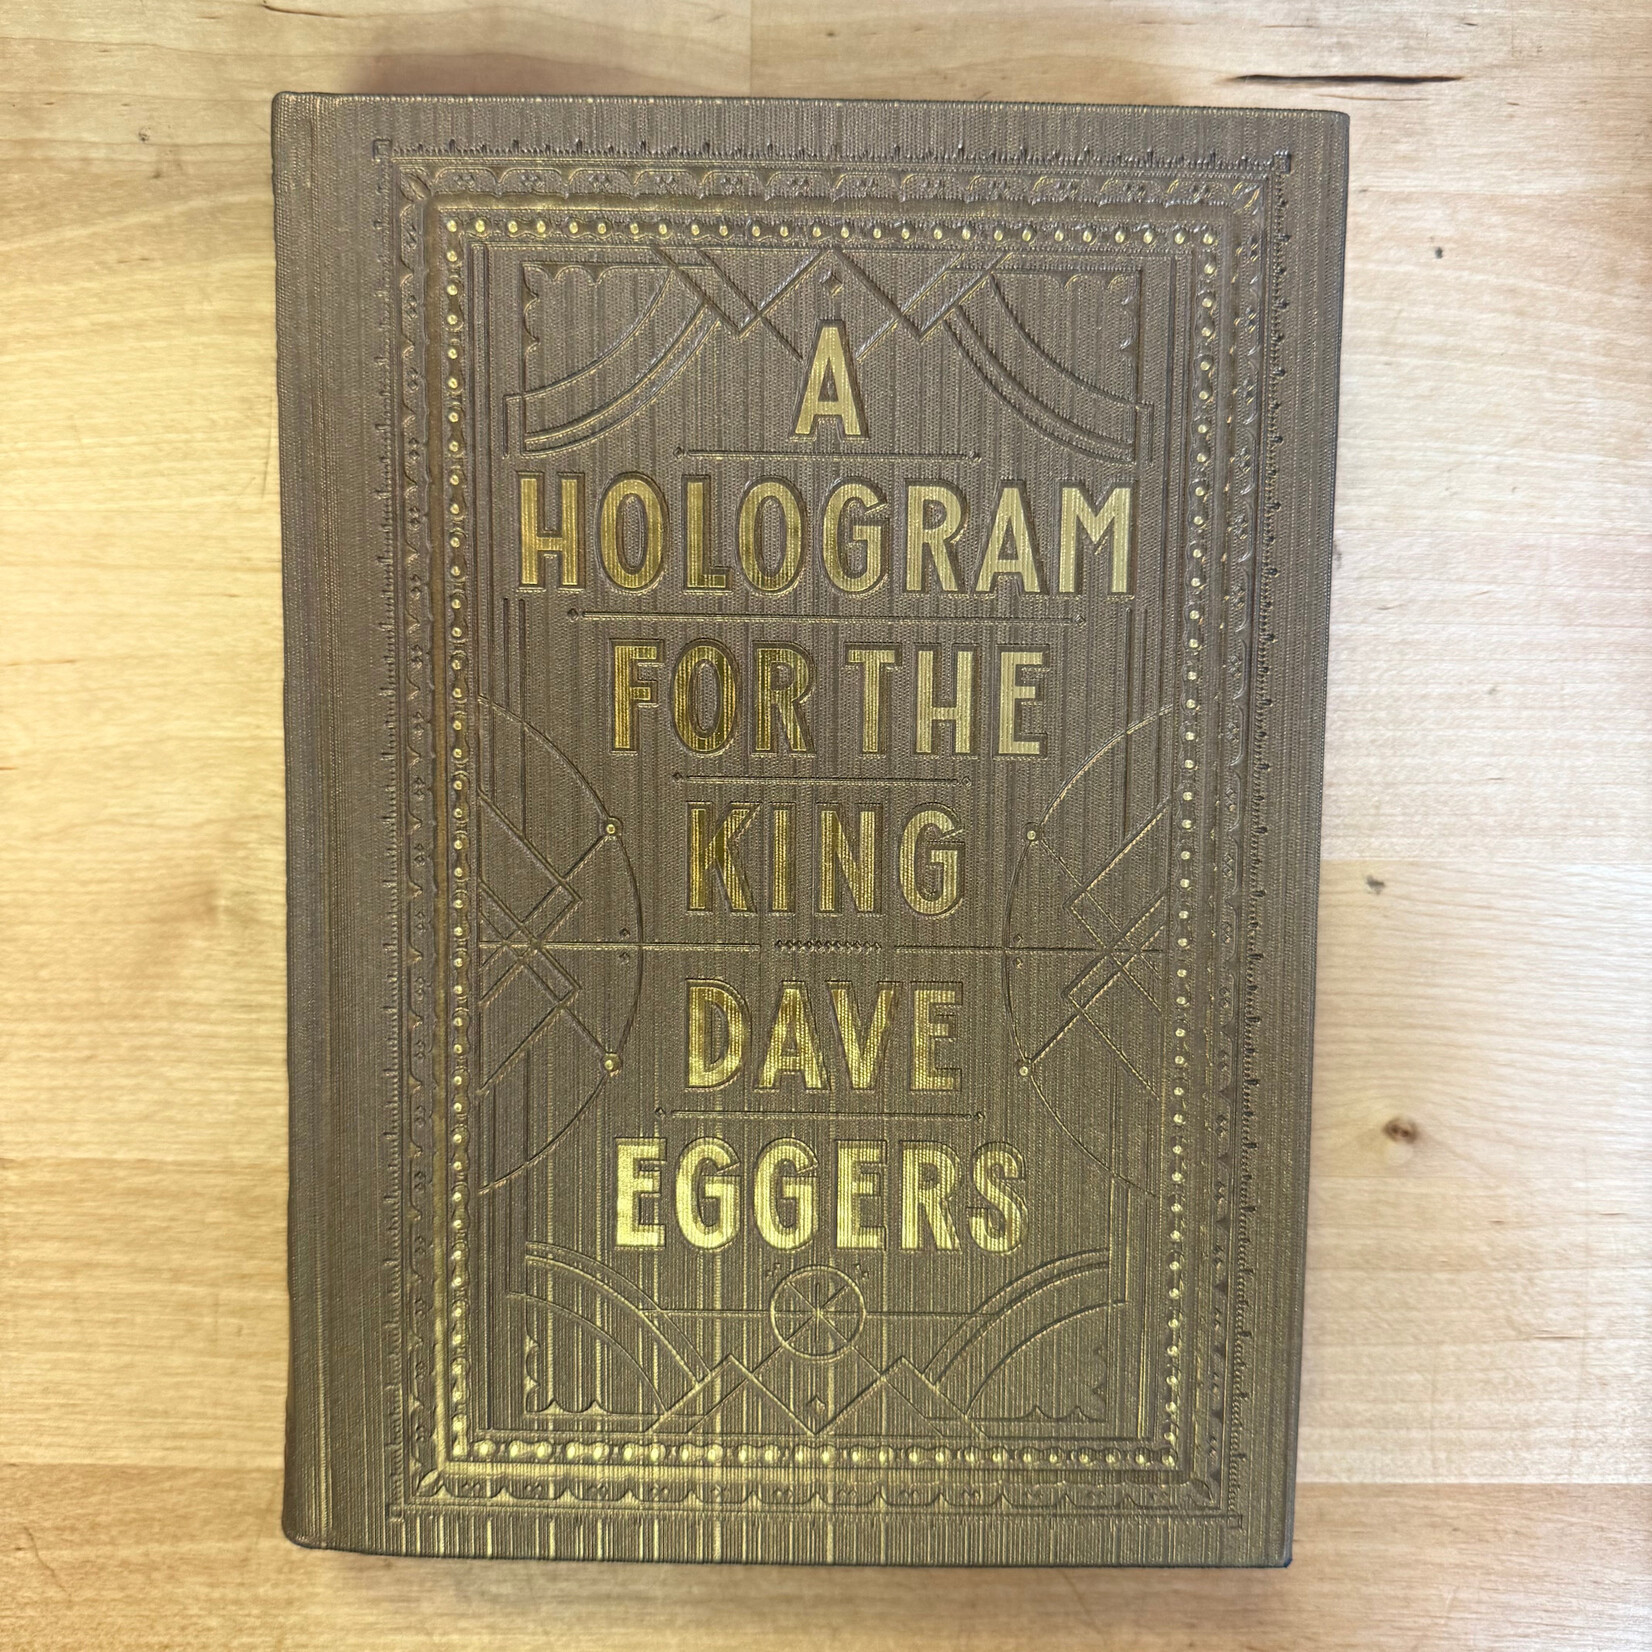 A
HOLOGRAM
FOR THE
KING
DAVE
EGGERS